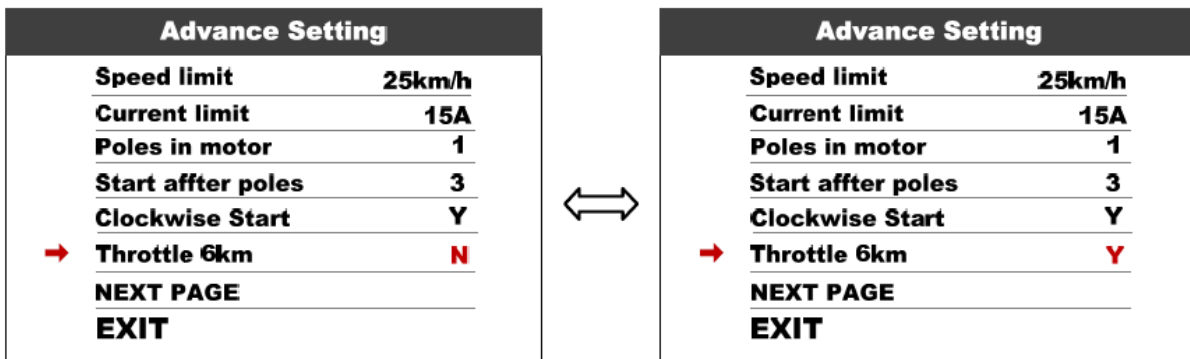 Advance Setting
Speed limit 25km/h
Current limit 15A
Poles in motor 1
Start affter poles 3
Clockwise Start Y
Throttle 6km N
NEXT PAGE
EXIT
Advance Setting
Speed limit 25km/h
Current limit 15A
Poles in motor 1
Start affter poles 3
Clockwise Start Y
Throttle 6km Y
NEXT PAGE
EXIT